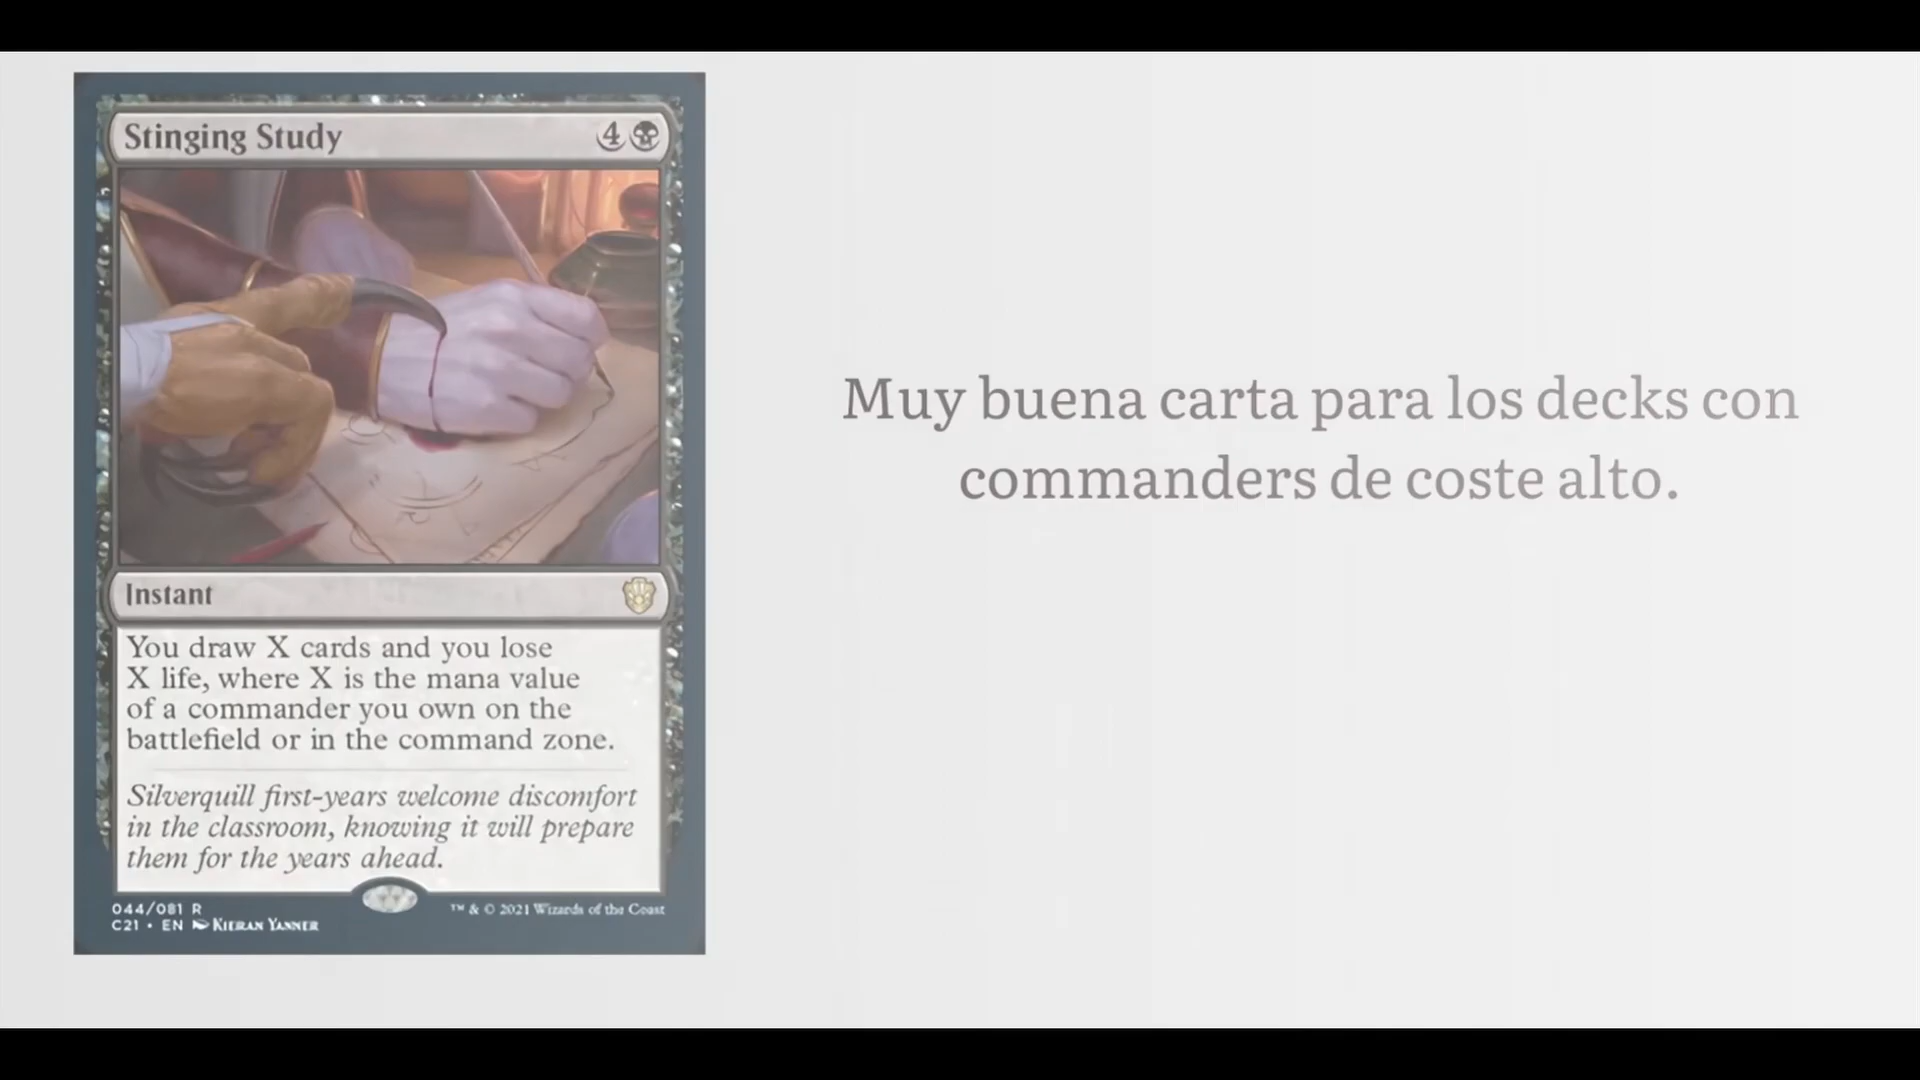 Stinging Study 4
Instant
You draw X cards and you lose
X life, where X is the mana value
of a commander you own on the
battlefield or in the command zone.
Silverquill first-years welcome discomfort
in the classroom, knowing it will prepare
them for the years ahead.
044/081 R
C21 • EN Kieran Yanner
™ & © 2021 Wizards of the Coast
Muy buena carta para los decks con
commanders de coste alto.